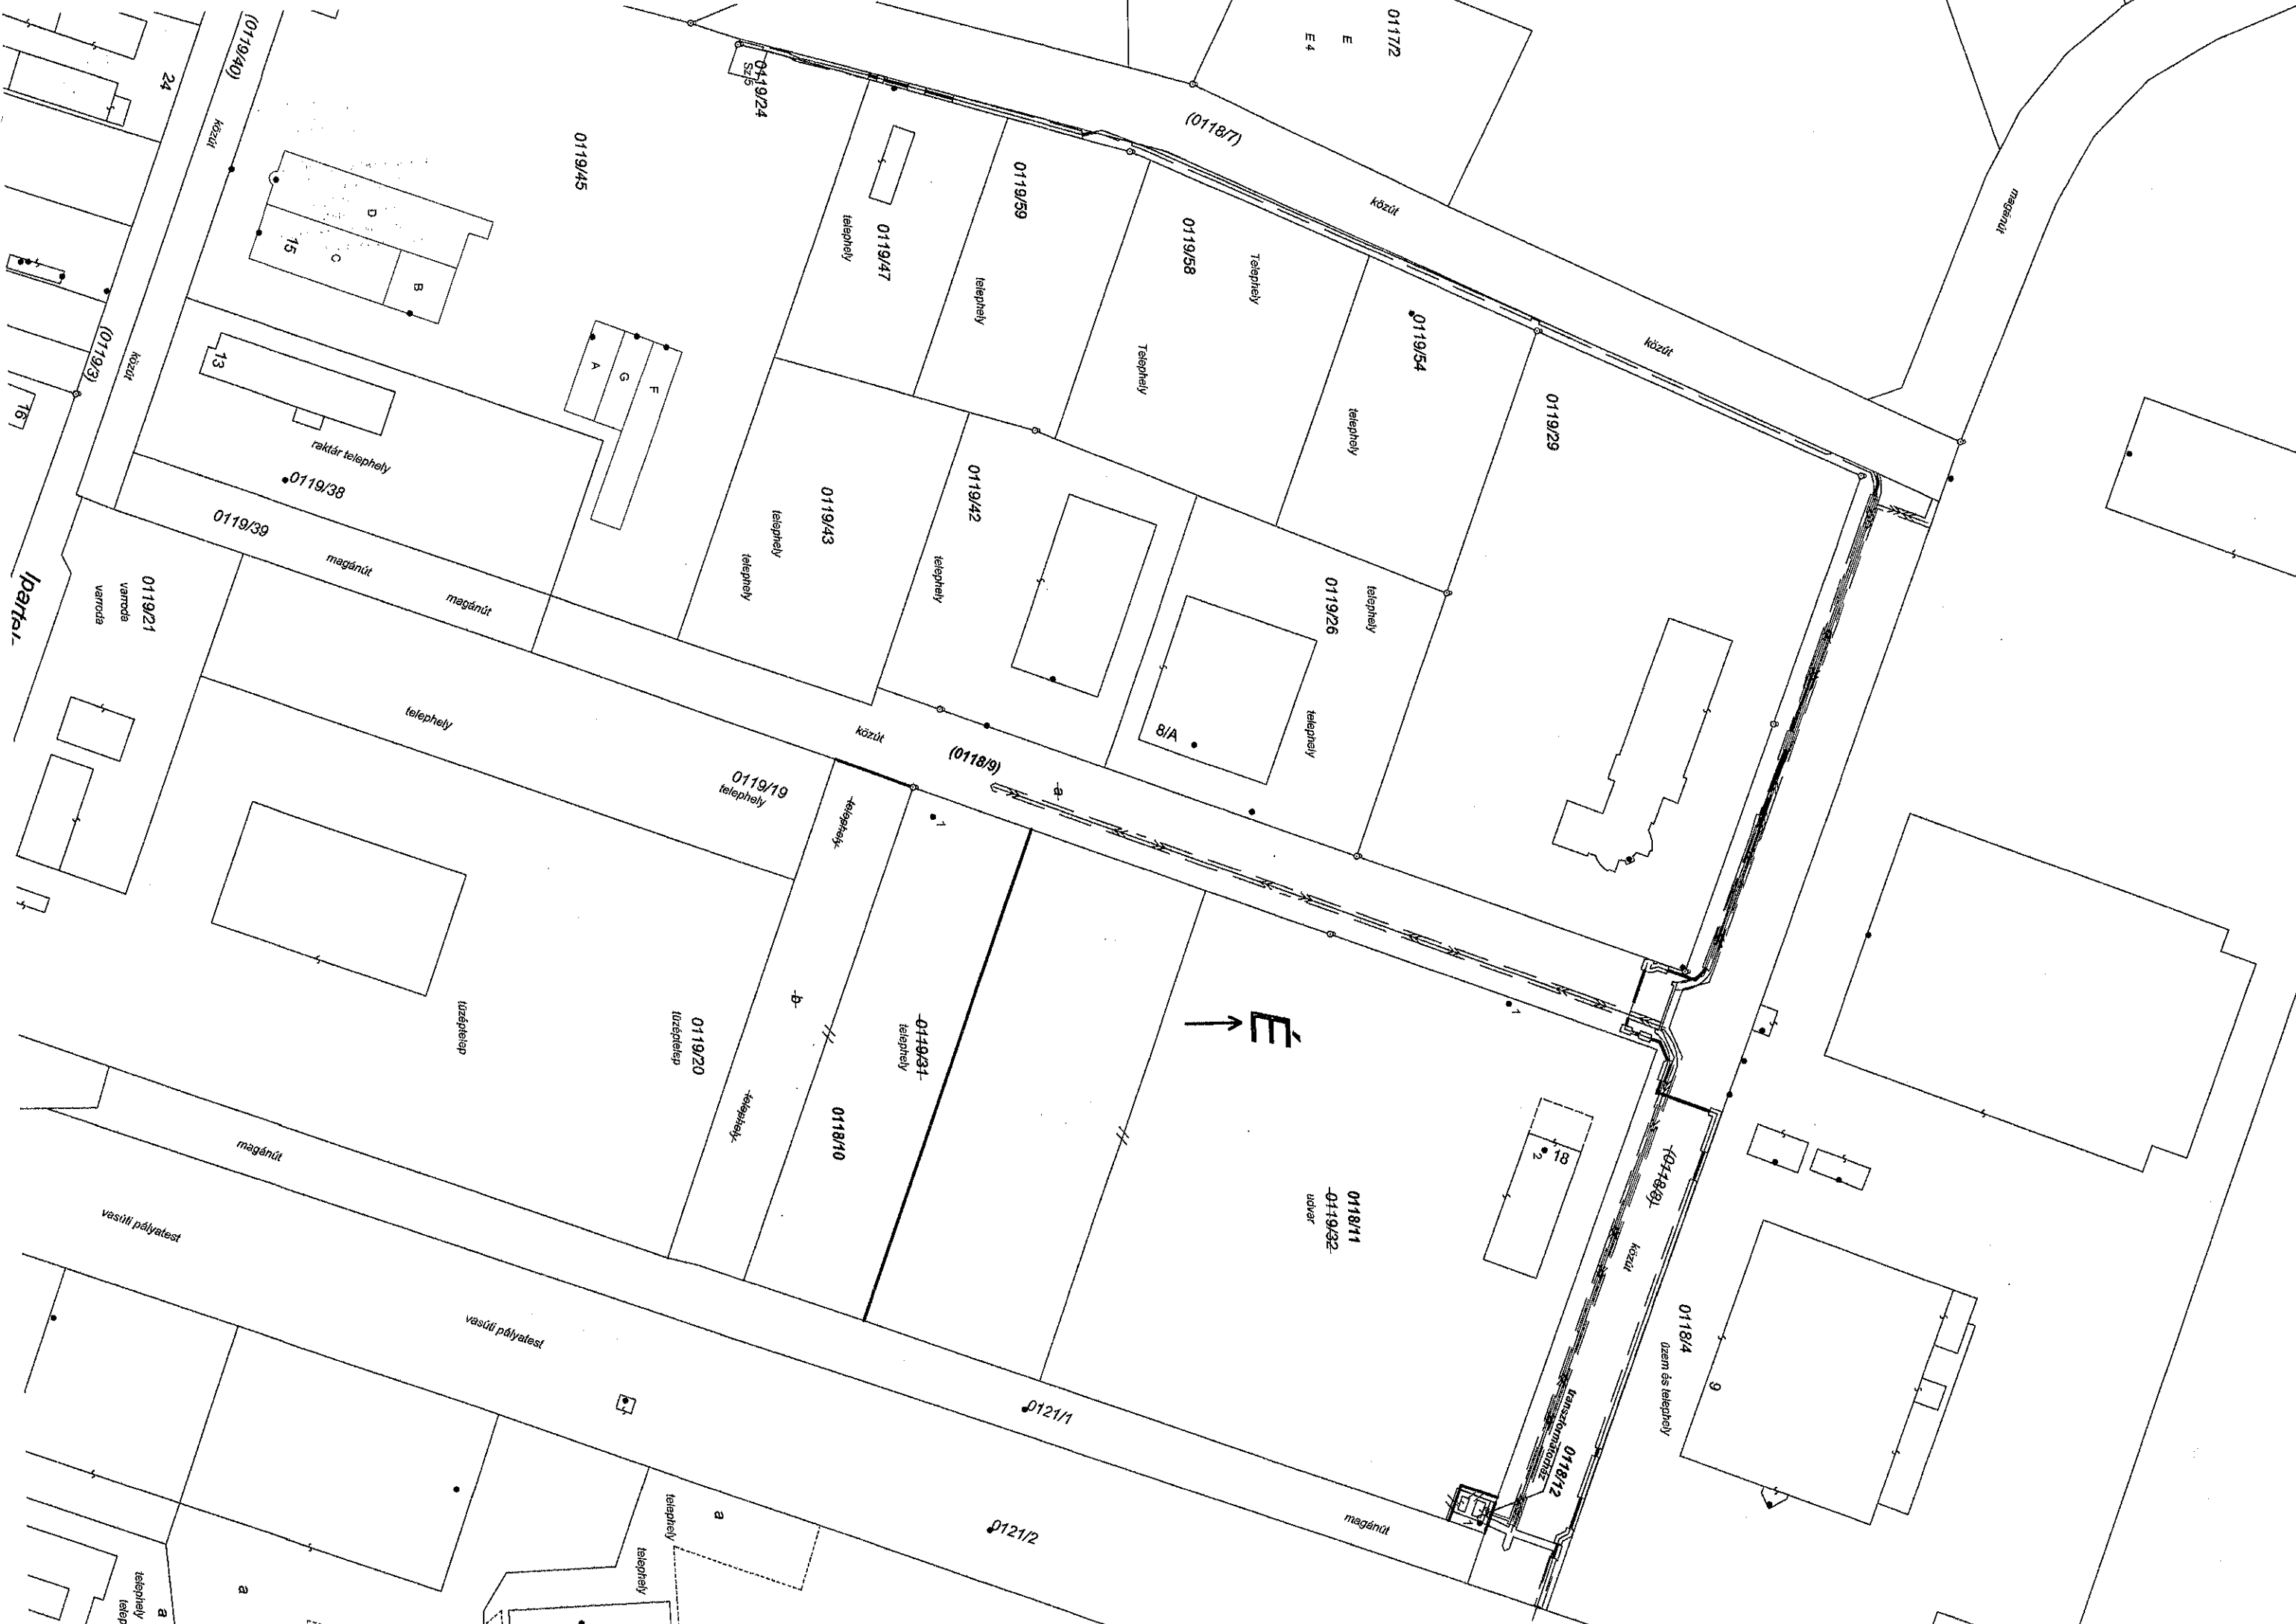 0117/2
E
E 4
(0119/40)
24
közút
0119/24
Sz 5
0119/45
(0118/7)
közút
magánút
0119/59
telephely
0119/47
telephely
0119/58
Telephely
Telephely
0119/54
telephely
közút
0119/29
D
15
C
B
(0119/3)
közút
13
16
A
G
F
raktár telephely
0119/38
0119/39
magánút
magánút
0119/43
telephely
telephely
0119/42
telephely
0119/26
telephely
telephely
8/A
0119/21
varroda
varroda
telephely
közút
(0118/9)
a
0119/19
telephely
telephely
1
b
0119/31
telephely
0118/10
telephely
0119/20
tüzéptelep
tüzéptelep
É
1
18
2
0118/11
0119/32
udvar
(0118/8)
közút
0118/4
üzem és telephely
9
transzformátorház
0118/12
1
magánút
vasúti pályatest
vasúti pályatest
0121/1
magánút
0121/2
telephely
a
telephely
a
telephely
a